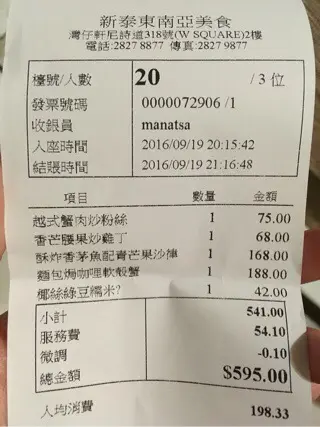 新泰東南亞美食
灣仔軒尼詩道318號(W SQUARE)2樓
電話:2827 8877 傳真:2827 9877
檯號/人數 20 / 3 位
發票號碼 0000072906 /1
收銀員 manatsa
入座時間 2016/09/19 20:15:42
結賬時間 2016/09/19 21:16:48
項目 數量 金額
越式蟹肉炒粉絲 1 75.00
香芒腰果炒雞丁 1 68.00
酥炸香茅魚配青芒果沙律 1 168.00
麵包焗咖哩軟殼蟹 1 188.00
椰絲綠豆糯米? 1 42.00
小計 541.00
服務費 54.10
微調 -0.10
總金額 $595.00
人均消費 198.33